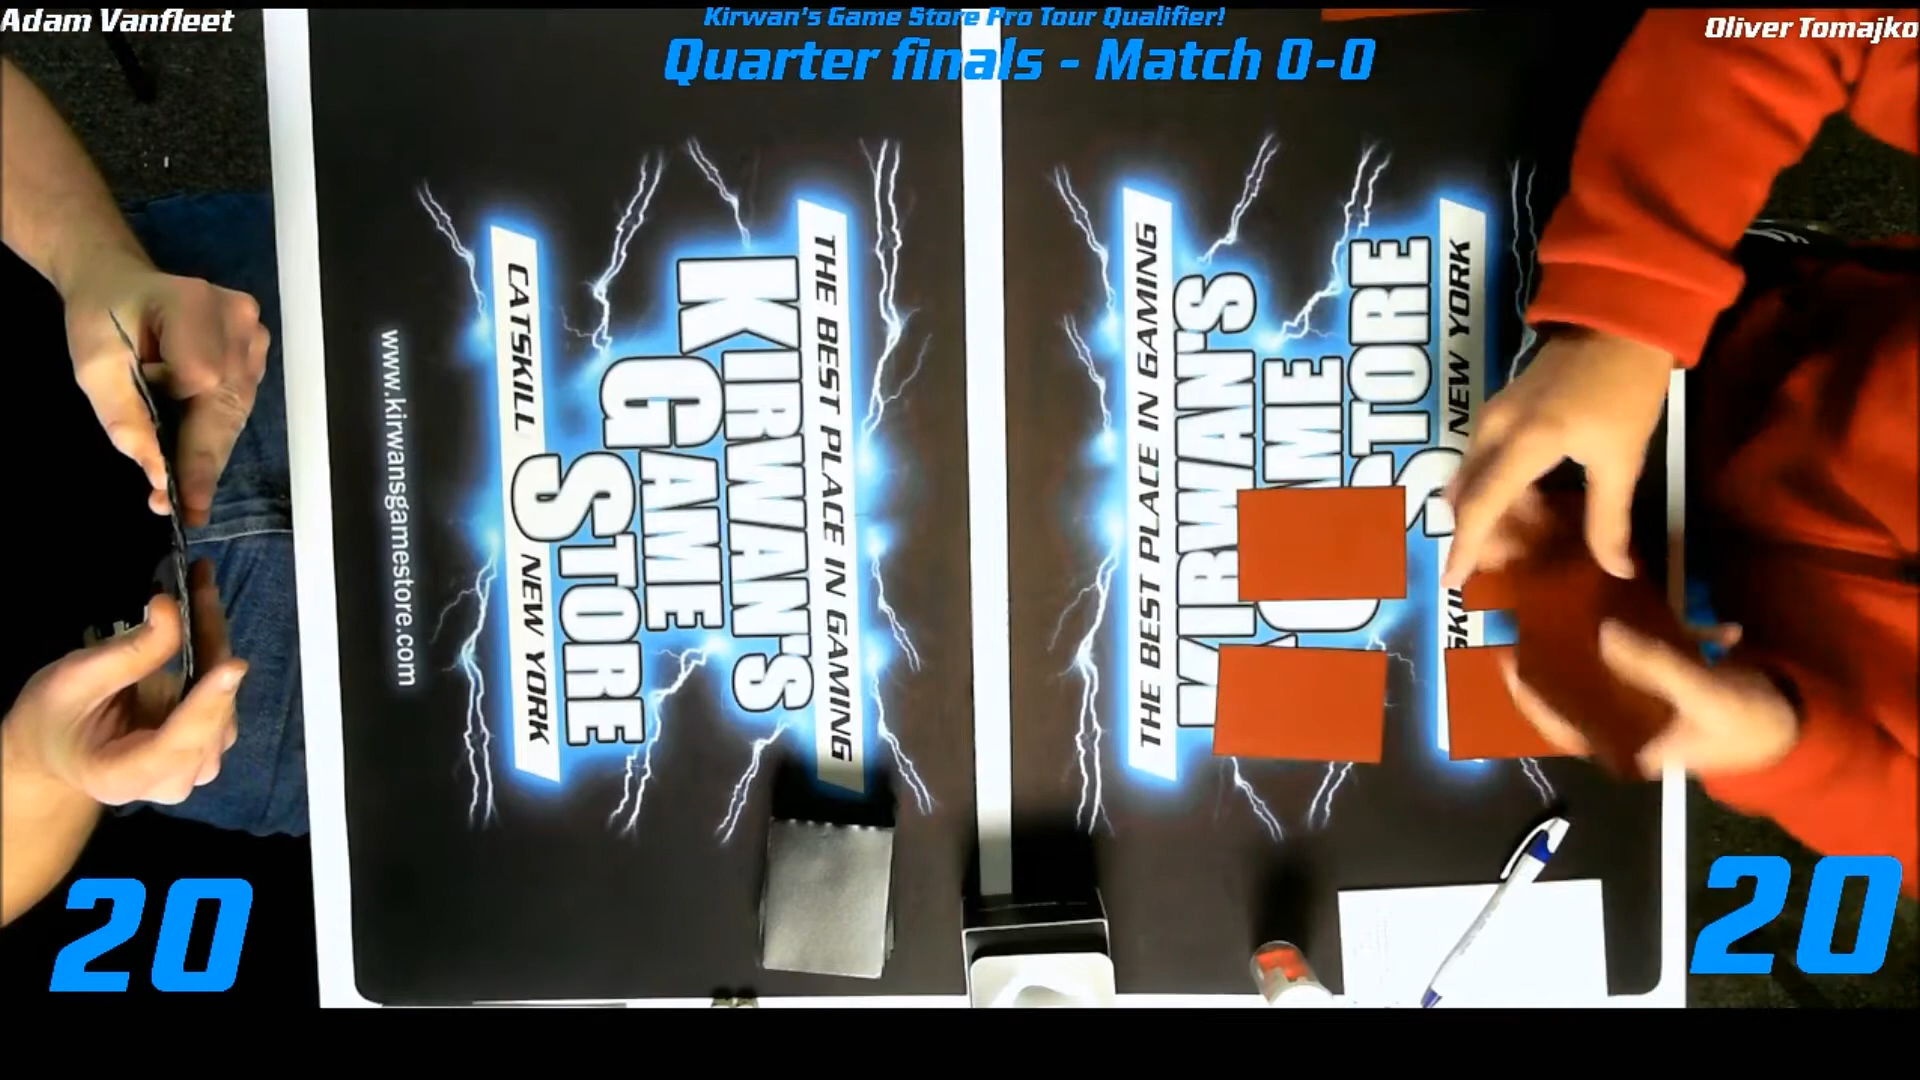 Adam Vanfleet
Kirwan's Game Store Pro Tour Qualifier!
Quarter finals - Match 0-0
Oliver Tomajko
THE BEST PLACE IN GAMING
KIRWAN'S
GAME
STORE
CATSKILL NEW YORK
www.kirwansgamestore.com
THE BEST PLACE IN GAMING
KIRWAN'S
STORE
NEW YORK
20
20